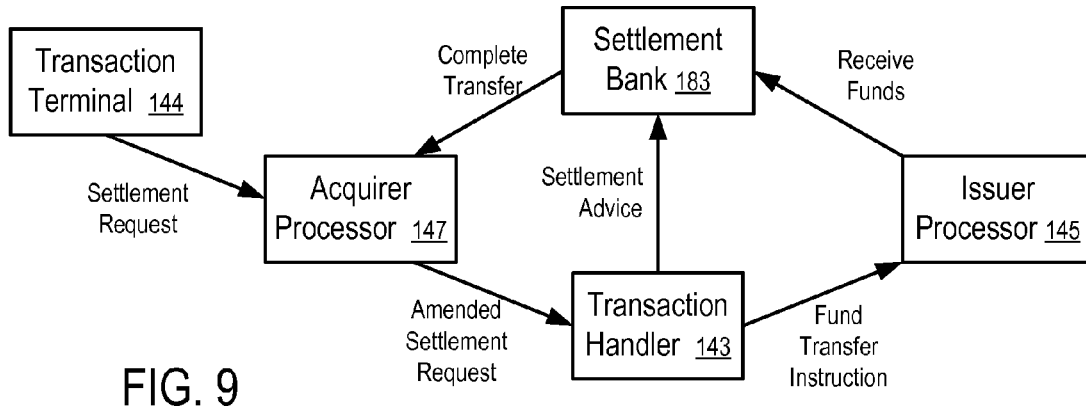 Transaction
Terminal 144
Settlement
Request
Complete
Transfer
Settlement
Bank 183
Receive
Funds
Acquirer
Processor 147
Settlement
Advice
Issuer
Processor 145
Amended
Settlement
Request
Transaction
Handler 143
Fund
Transfer
Instruction
FIG. 9